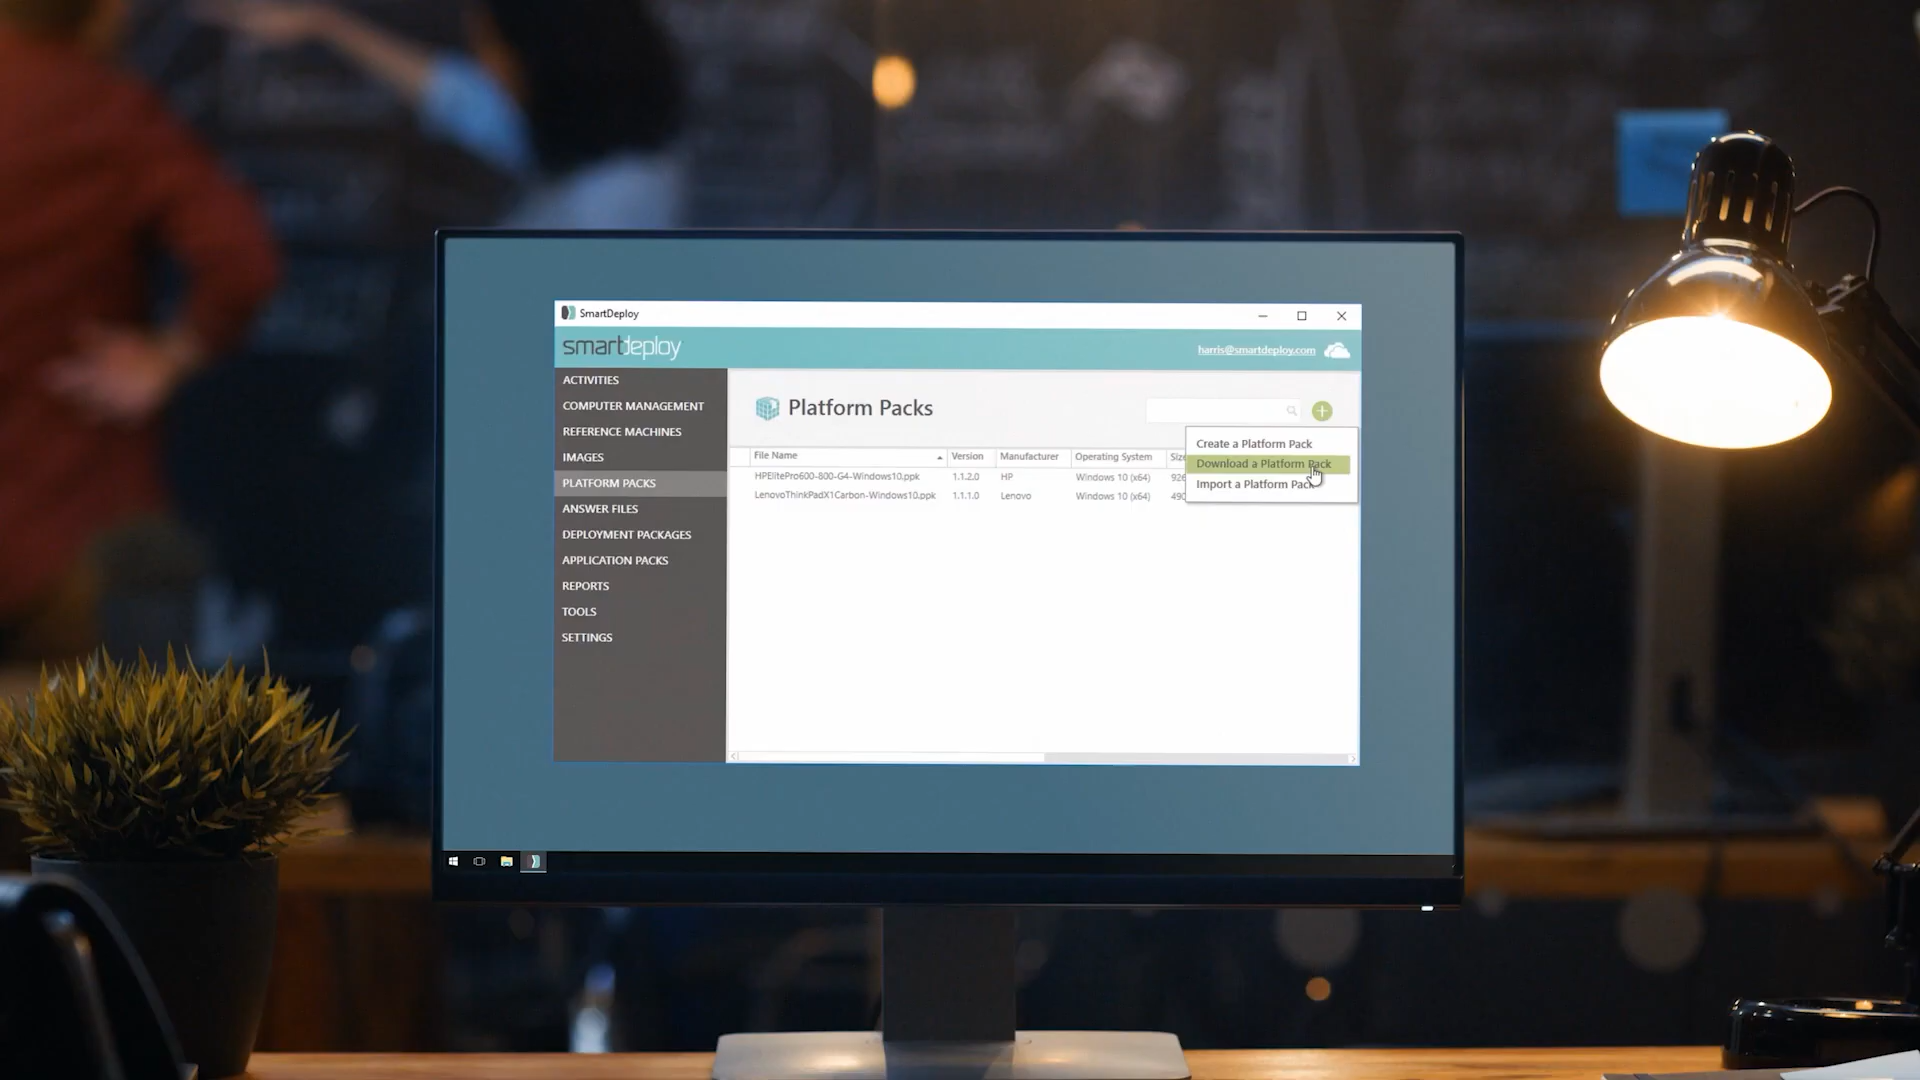 SmartDeploy
smartdeploy
harris@smartdeploy.com
ACTIVITIES
COMPUTER MANAGEMENT
REFERENCE MACHINES
IMAGES
PLATFORM PACKS
ANSWER FILES
DEPLOYMENT PACKAGES
APPLICATION PACKS
REPORTS
TOOLS
SETTINGS
Platform Packs
File Name Version Manufacturer Operating System Size
HPElitePro600-800-G4-Windows10.ppk 1.1.2.0 HP Windows 10 (x64) 926
LenovoThinkPadX1Carbon-Windows10.ppk 1.1.1.0 Lenovo Windows 10 (x64) 490
Create a Platform Pack
Download a Platform Pack
Import a Platform Pack